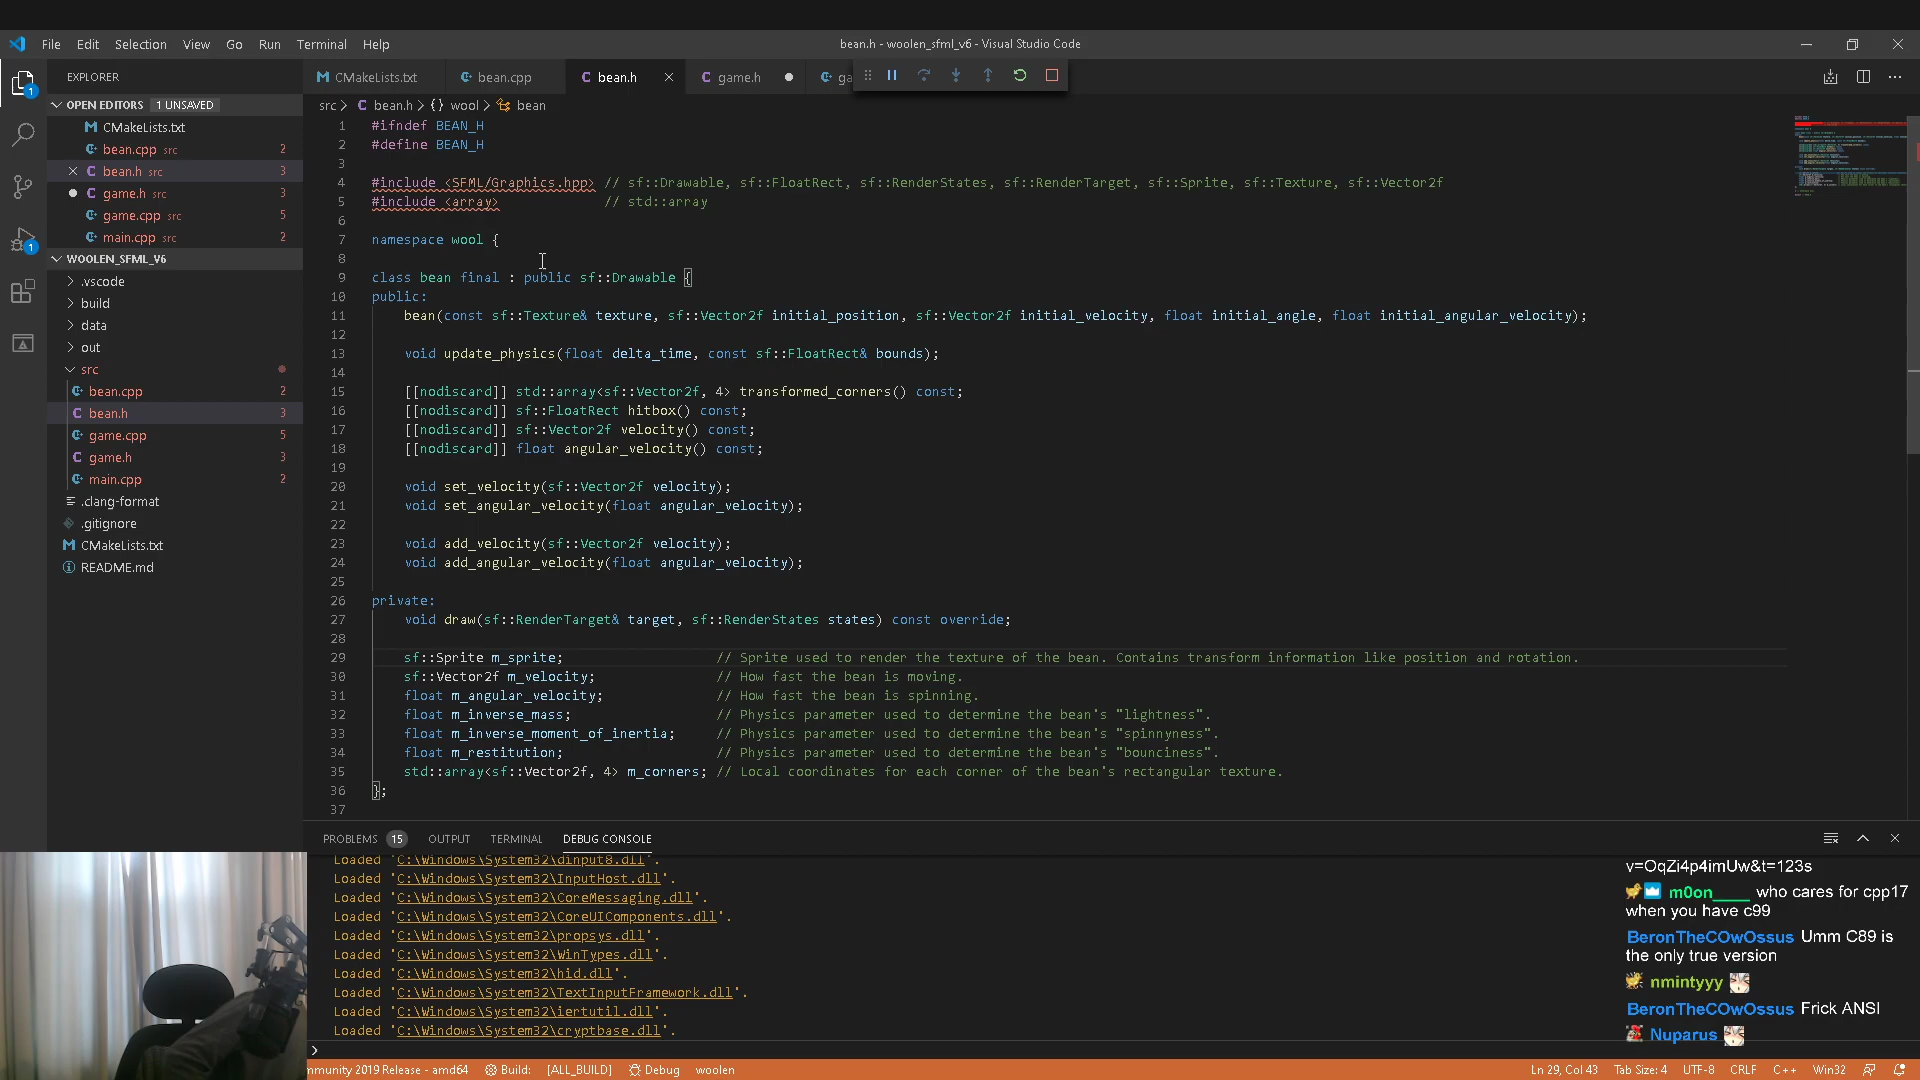 File Edit Selection View Go Run Terminal Help
bean.h - woolen_sfml_v6 - Visual Studio Code
EXPLORER
CMakeLists.txt
bean.cpp
bean.h
game.h
ga
OPEN EDITORS 1 UNSAVED
CMakeLists.txt
bean.cpp src 2
bean.h src 3
game.h src 3
game.cpp src 5
main.cpp src 2
WOOLEN_SFML_V6
.vscode
build
data
out
src
bean.cpp 2
bean.h 3
game.cpp 5
game.h 3
main.cpp 2
.clang-format
.gitignore
CMakeLists.txt
README.md
1
1
src > bean.h > {} wool > bean
1 #ifndef BEAN_H
2 #define BEAN_H
3
4 #include <SFML/Graphics.hpp> // sf::Drawable, sf::FloatRect, sf::RenderStates, sf::RenderTarget, sf::Sprite, sf::Texture, sf::Vector2f
5 #include <array> // std::array
6
7 namespace wool {
8
9 class bean final : public sf::Drawable {
10 public:
11 bean(const sf::Texture& texture, sf::Vector2f initial_position, sf::Vector2f initial_velocity, float initial_angle, float initial_angular_velocity);
12
13 void update_physics(float delta_time, const sf::FloatRect& bounds);
14
15 [[nodiscard]] std::array<sf::Vector2f, 4> transformed_corners() const;
16 [[nodiscard]] sf::FloatRect hitbox() const;
17 [[nodiscard]] sf::Vector2f velocity() const;
18 [[nodiscard]] float angular_velocity() const;
19
20 void set_velocity(sf::Vector2f velocity);
21 void set_angular_velocity(float angular_velocity);
22
23 void add_velocity(sf::Vector2f velocity);
24 void add_angular_velocity(float angular_velocity);
25
26 private:
27 void draw(sf::RenderTarget& target, sf::RenderStates states) const override;
28
29 sf::Sprite m_sprite; // Sprite used to render the texture of the bean. Contains transform information like position and rotation.
30 sf::Vector2f m_velocity; // How fast the bean is moving.
31 float m_angular_velocity; // How fast the bean is spinning.
32 float m_inverse_mass; // Physics parameter used to determine the bean's "lightness".
33 float m_inverse_moment_of_inertia; // Physics parameter used to determine the bean's "spinnyness".
34 float m_restitution; // Physics parameter used to determine the bean's "bounciness".
35 std::array<sf::Vector2f, 4> m_corners; // Local coordinates for each corner of the bean's rectangular texture.
36 };
37
PROBLEMS 15 OUTPUT TERMINAL DEBUG CONSOLE
Loaded 'C:\Windows\System32\dinput8.dll'.
Loaded 'C:\Windows\System32\InputHost.dll'.
Loaded 'C:\Windows\System32\CoreMessaging.dll'.
Loaded 'C:\Windows\System32\CoreUIComponents.dll'.
Loaded 'C:\Windows\System32\propsys.dll'.
Loaded 'C:\Windows\System32\WinTypes.dll'.
Loaded 'C:\Windows\System32\hid.dll'.
Loaded 'C:\Windows\System32\TextInputFramework.dll'.
Loaded 'C:\Windows\System32\iertutil.dll'.
Loaded 'C:\Windows\System32\cryptbase.dll'.
v=OqZi4p4imUw&t=123s
m0on____ who cares for cpp17
when you have c99
BeronTheCOwOssus Umm C89 is
the only true version
nmintyyy
BeronTheCOwOssus Frick ANSI
Nuparus
mmunity 2019 Release - amd64 Build: [ALL_BUILD] Debug woolen
Ln 29, Col 43 Tab Size: 4 UTF-8 CRLF C++ Win32